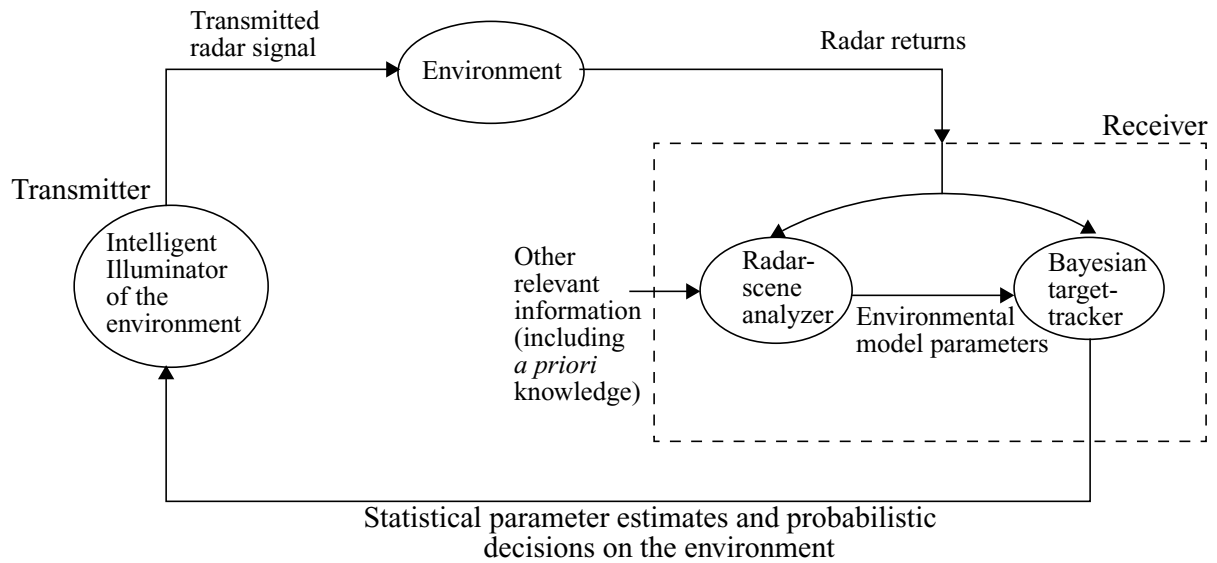 Transmitted
radar signal
Environment
Radar returns
Receiver
Transmitter
Intelligent
Illuminator
of the
environment
Other
relevant
information
(including
a priori
knowledge)
Radar-
scene
analyzer
Environmental
model parameters
Bayesian
target-
tracker
Statistical parameter estimates and probabilistic
decisions on the environment